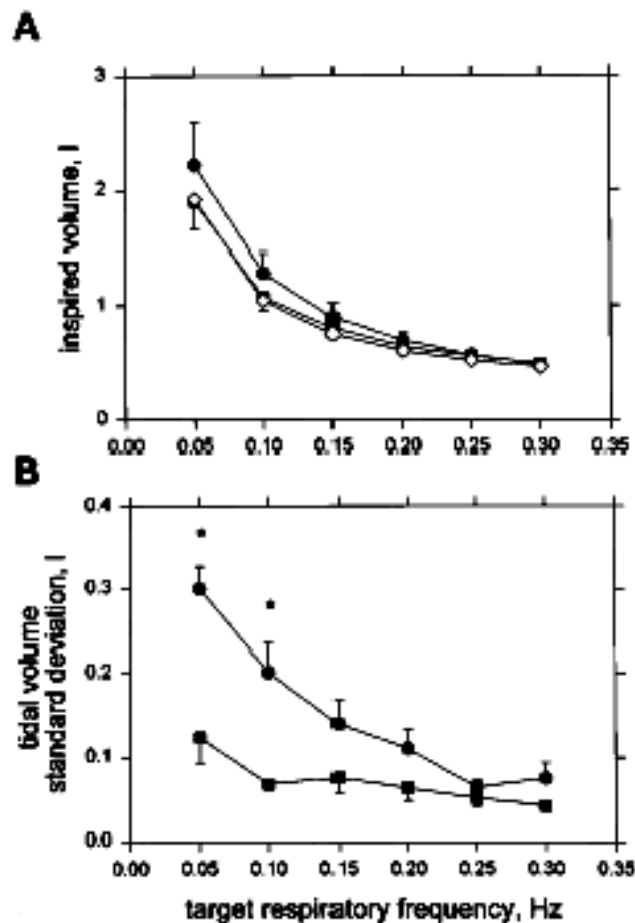 A
3
2
1
0
inspired volume, l
0.00 0.05 0.10 0.15 0.20 0.25 0.30 0.35
B
0.4
0.3
0.2
0.1
0.0
tidal volume
standard deviation, l
*
*
0.00 0.05 0.10 0.15 0.20 0.25 0.30 0.35
target respiratory frequency, Hz